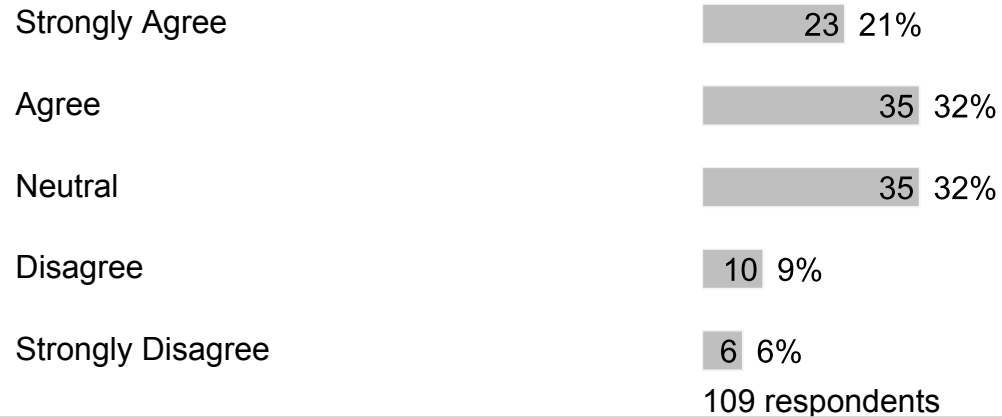 Strongly Agree 23 21%
Agree 35 32%
Neutral 35 32%
Disagree 10 9%
Strongly Disagree 6 6%
109 respondents